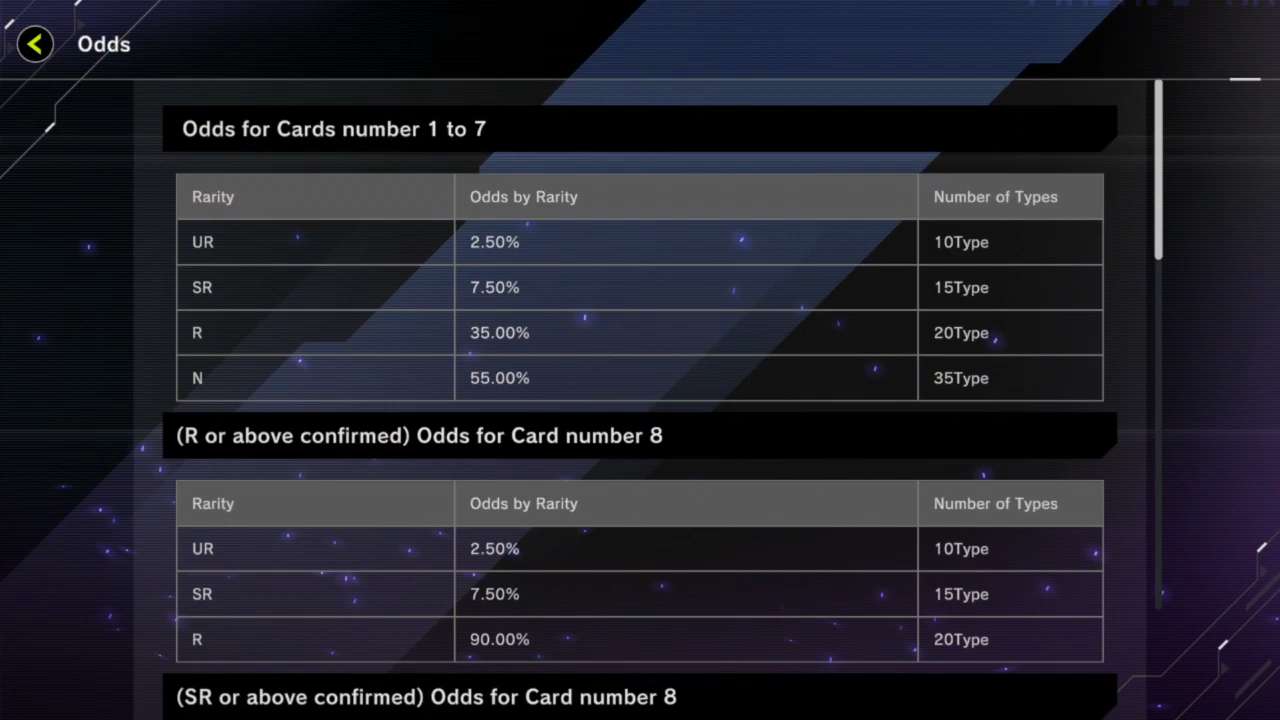 Odds
Odds for Cards number 1 to 7
Rarity Odds by Rarity Number of Types
UR 2.50% 10Type
SR 7.50% 15Type
R 35.00% 20Type
N 55.00% 35Type
(R or above confirmed) Odds for Card number 8
Rarity Odds by Rarity Number of Types
UR 2.50% 10Type
SR 7.50% 15Type
R 90.00% 20Type
(SR or above confirmed) Odds for Card number 8